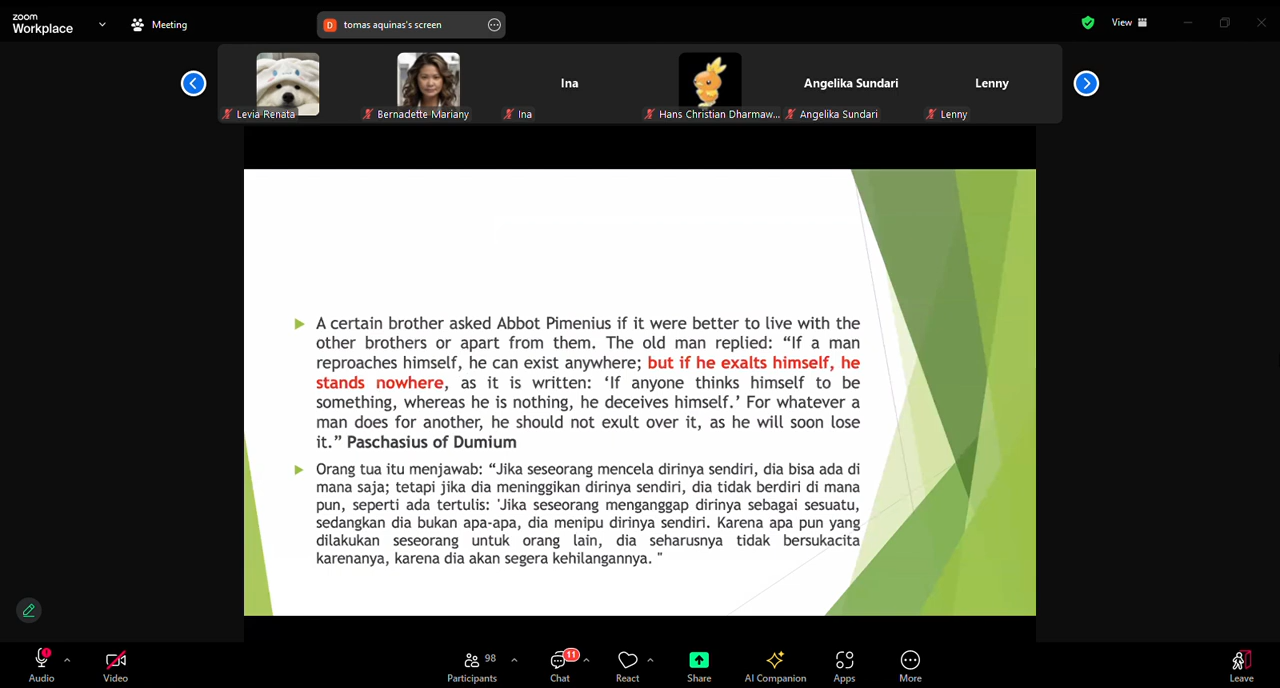 zoom
Workplace
Meeting
D tomas aquinas's screen
View
Levia Renata
Bernadette Mariany
Ina
Ina
Hans Christian Dharmaw...
Angelika Sundari
Angelika Sundari
Lenny
Lenny
A certain brother asked Abbot Pimenius if it were better to live with the
other brothers or apart from them. The old man replied: “If a man
reproaches himself, he can exist anywhere; but if he exalts himself, he
stands nowhere, as it is written: ‘If anyone thinks himself to be
something, whereas he is nothing, he deceives himself.’ For whatever a
man does for another, he should not exult over it, as he will soon lose
it.” Paschasius of Dumium
Orang tua itu menjawab: “Jika seseorang mencela dirinya sendiri, dia bisa ada di
mana saja; tetapi jika dia meninggikan dirinya sendiri, dia tidak berdiri di mana
pun, seperti ada tertulis: 'Jika seseorang menganggap dirinya sebagai sesuatu,
sedangkan dia bukan apa-apa, dia menipu dirinya sendiri. Karena apa pun yang
dilakukan seseorang untuk orang lain, dia seharusnya tidak bersukacita
karenanya, karena dia akan segera kehilangannya. "
Audio
Video
98
Participants
11
Chat
React
Share
AI Companion
Apps
More
Leave